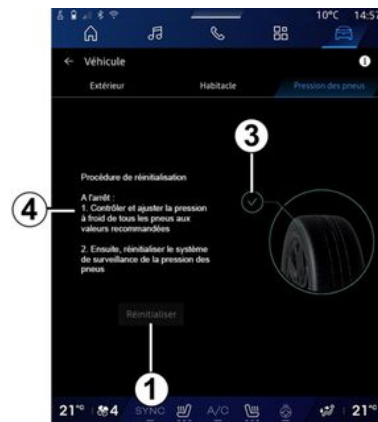 10°C 14:57
Véhicule
Extérieur Habitacle Pression des pneus
3
Procédure de réinitialisation
A l'arrêt :
4
1. Contrôler et ajuster la pression
à froid de tous les pneus aux
valeurs recommandées
2. Ensuite, réinitialiser le système
de surveillance de la pression des
pneus
Réinitialiser
1
21°C 4 SYNC A/C 21°C